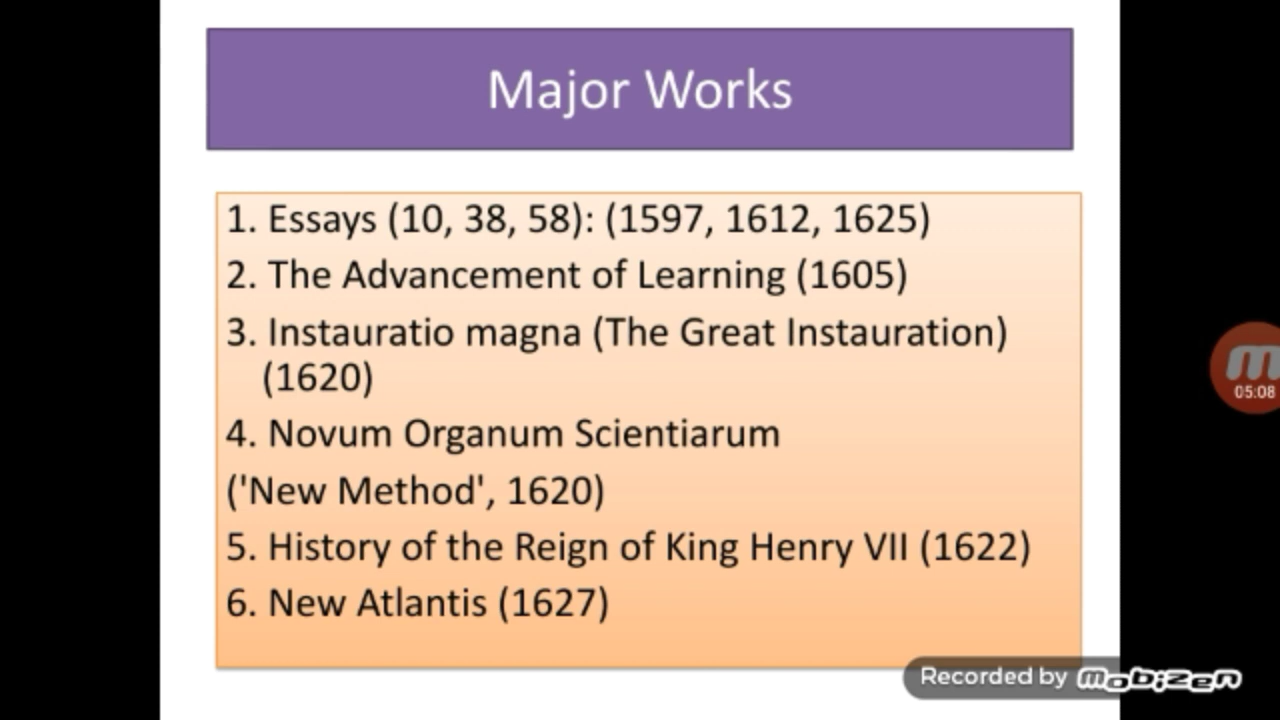 Major Works
1. Essays (10, 38, 58): (1597, 1612, 1625)
2. The Advancement of Learning (1605)
3. Instauratio magna (The Great Instauration)
(1620)
4. Novum Organum Scientiarum
('New Method', 1620)
5. History of the Reign of King Henry VII (1622)
6. New Atlantis (1627)
05:08
Recorded by mobizen